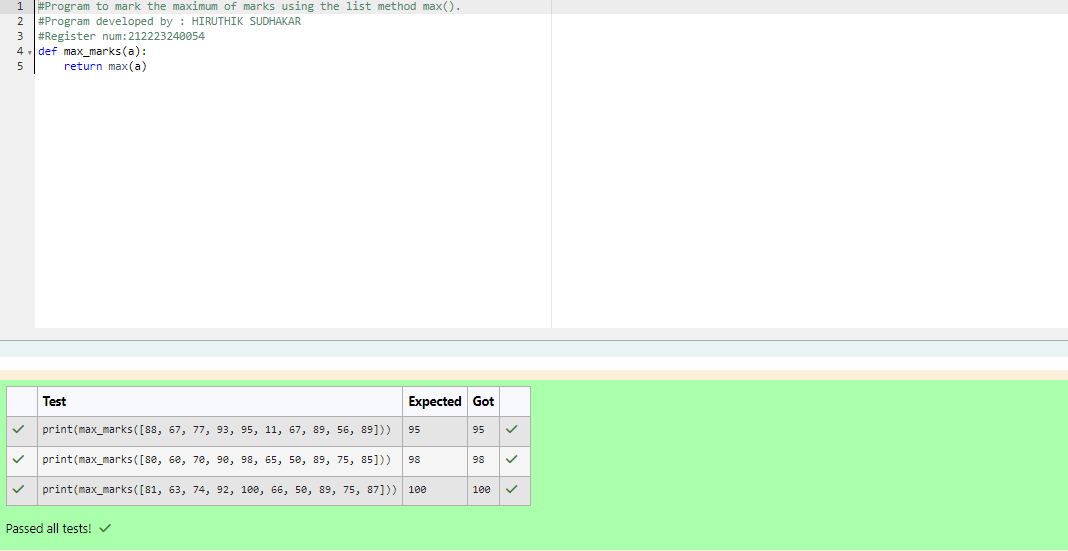 1 #Program to mark the maximum of marks using the list method max().
2 #Program developed by : HIRUTHIK SUDHAKAR
3 #Register num:212223240054
4 def max_marks(a):
5     return max(a)
Test Expected Got
print(max_marks([88, 67, 77, 93, 95, 11, 67, 89, 56, 89])) 95 95
print(max_marks([80, 60, 70, 90, 98, 65, 50, 89, 75, 85])) 98 98
print(max_marks([81, 63, 74, 92, 100, 66, 50, 89, 75, 87])) 100 100
Passed all tests!